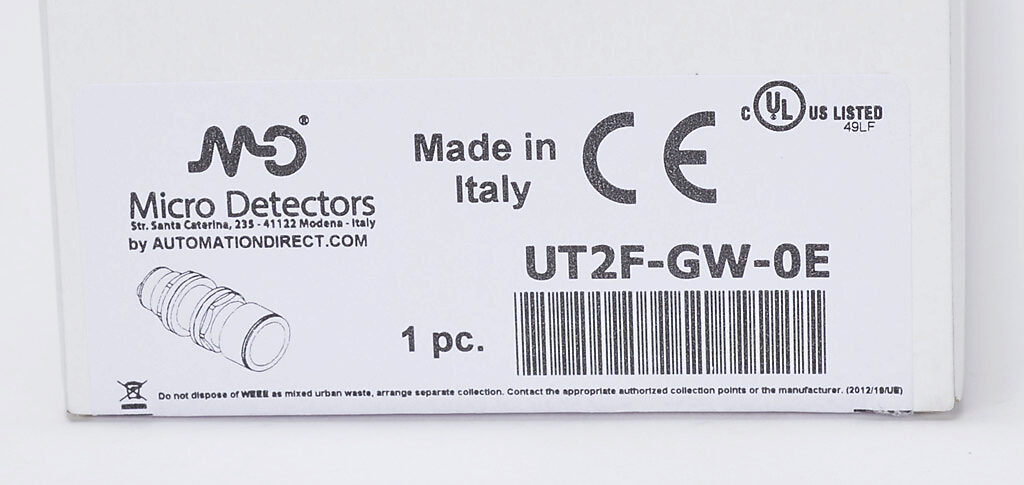 MD®
Micro Detectors
Str. Santa Caterina, 235 - 41122 Modena - Italy
by AUTOMATIONDIRECT.COM
Made in
Italy
CE
C UL US LISTED
49LF
UT2F-GW-0E
1 pc.
Do not dispose of WEEE as mixed urban waste, arrange separate collection. Contact the appropriate authorized collection points or the manufacturer. (2012/19/UE)